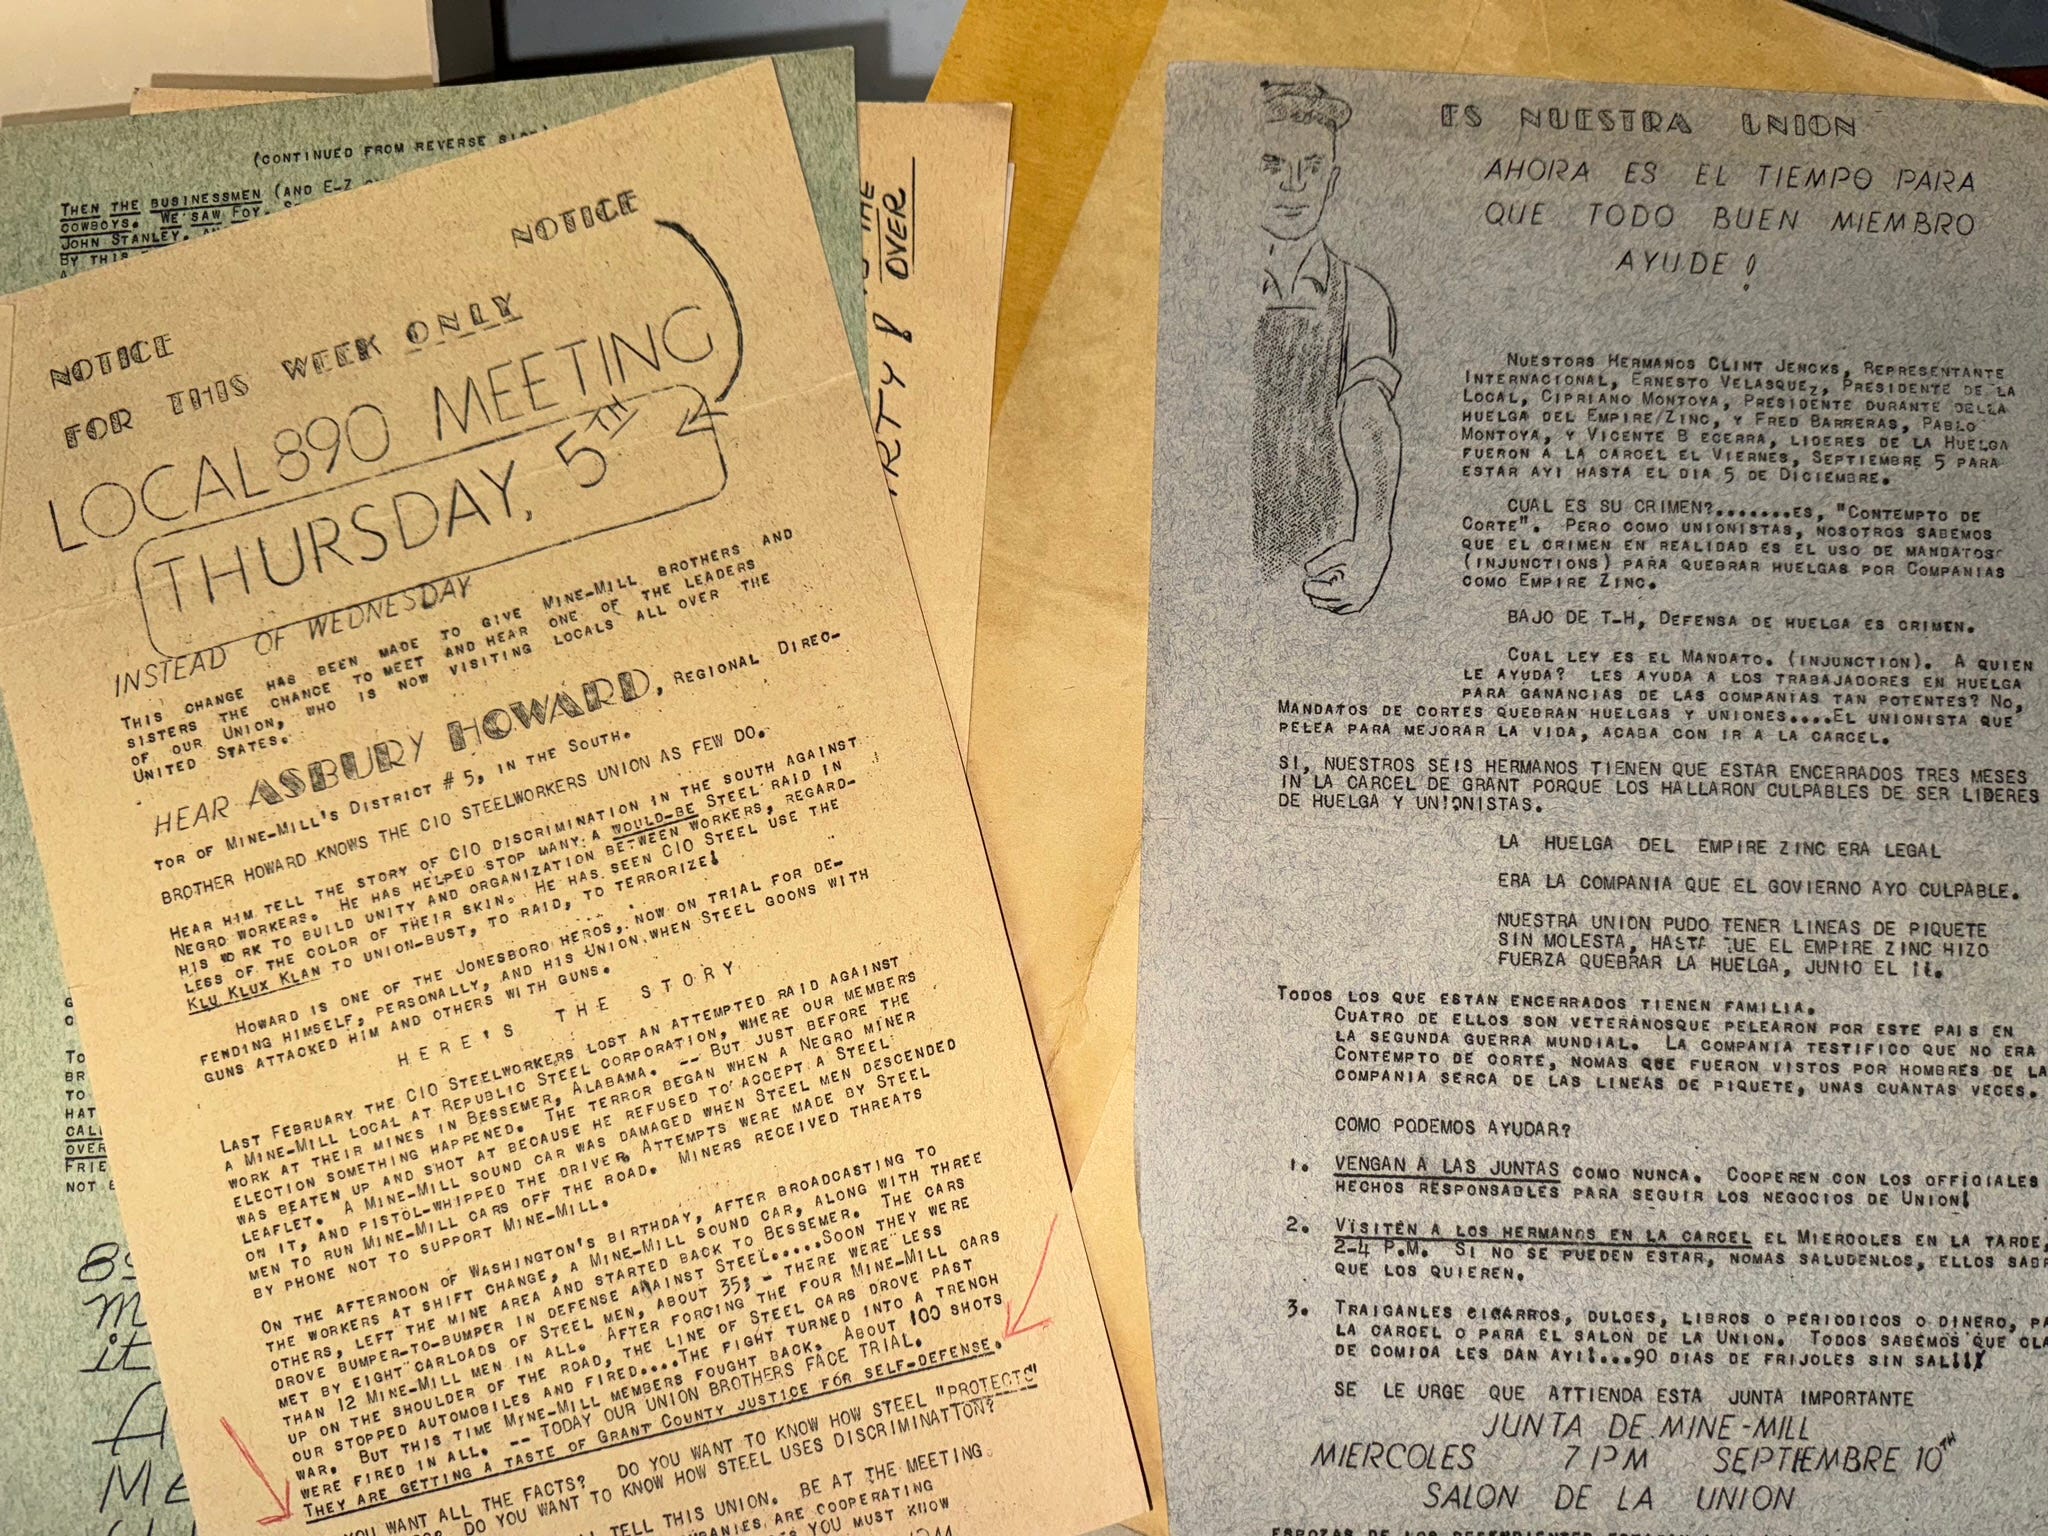 (CONTINUED FROM REVERSE SIDE)
THEN THE BUSINESSMEN (AND E-Z
COWBOYS. WE SAW FOY.
JOHN STANLEY.
BY THIS
OVER
NOTICE
NOTICE
FOR THIS WEEK ONLY
LOCAL 890 MEETING
THURSDAY, 5TH
INSTEAD OF WEDNESDAY
THIS CHANGE HAS BEEN MADE TO GIVE MINE-MILL BROTHERS AND
SISTERS THE CHANCE TO MEET AND HEAR ONE OF THE LEADERS
OF OUR UNION, WHO IS NOW VISITING LOCALS ALL OVER THE
UNITED STATES.
HEAR ASBURY HOWARD, REGIONAL DIREC-
TOR OF MINE-MILL'S DISTRICT #5, IN THE SOUTH.
BROTHER HOWARD KNOWS THE CIO STEELWORKERS UNION AS FEW DO.
HEAR HIM TELL THE STORY OF CIO DISCRIMINATION IN THE SOUTH AGAINST
NEGRO WORKERS. HE HAS HELPED STOP MANY A WOULD-BE STEEL RAID IN
HIS WORK TO BUILD UNITY AND ORGANIZATION BETWEEN WORKERS, REGARD-
LESS OF THE COLOR OF THEIR SKIN. HE HAS SEEN CIO STEEL USE THE
KLU KLUX KLAN TO UNION-BUST, TO RAID, TO TERRORIZE!
HOWARD IS ONE OF THE JONESBORO HEROS, NOW ON TRIAL FOR DE-
FENDING HIMSELF, PERSONALLY, AND HIS UNION WHEN STEEL GOONS WITH
GUNS ATTACKED HIM AND OTHERS WITH GUNS.
HERE'S THE STORY
LAST FEBRUARY THE CIO STEELWORKERS LOST AN ATTEMPTED RAID AGAINST
A MINE-MILL LOCAL AT REPUBLIC STEEL CORPORATION, WHERE OUR MEMBERS
WORK AT THEIR MINES IN BESSEMER, ALABAMA. -- BUT JUST BEFORE THE
ELECTION SOMETHING HAPPENED. THE TERROR BEGAN WHEN A NEGRO MINER
WAS BEATEN UP AND SHOT AT BECAUSE HE REFUSED TO ACCEPT A STEEL
LEAFLET. A MINE-MILL SOUND CAR WAS DAMAGED WHEN STEEL MEN DESCENDED
ON IT, AND PISTOL-WHIPPED THE DRIVER. ATTEMPTS WERE MADE BY STEEL
MEN TO RUN MINE-MILL CARS OFF THE ROAD. MINERS RECEIVED THREATS
BY PHONE NOT TO SUPPORT MINE-MILL.
ON THE AFTERNOON OF WASHINGTON'S BIRTHDAY, AFTER BROADCASTING TO
THE WORKERS AT SHIFT CHANGE, A MINE-MILL SOUND CAR, ALONG WITH THREE
OTHERS, LEFT THE MINE AREA AND STARTED BACK TO BESSEMER. THE CARS
DROVE BUMPER-TO-BUMPER IN DEFENSE AGAINST STEEL.....SOON THEY WERE
MET BY EIGHT CARLOADS OF STEEL MEN, ABOUT 35; - THERE WERE LESS
THAN 12 MINE-MILL MEN IN ALL. AFTER FORCING THE FOUR MINE-MILL CARS
UP ON THE SHOULDER OF THE ROAD, THE LINE OF STEEL CARS DROVE PAST
OUR STOPPED AUTOMOBILES AND FIRED....THE FIGHT TURNED INTO A TRENCH
WAR. BUT THIS TIME MINE-MILL MEMBERS FOUGHT BACK. ABOUT 100 SHOTS
WERE FIRED IN ALL. -- TODAY OUR UNION BROTHERS FACE TRIAL.
THEY ARE GETTING A TASTE OF GRANT COUNTY JUSTICE FOR SELF-DEFENSE.
YOU WANT ALL THE FACTS? DO YOU WANT TO KNOW HOW STEEL "PROTECTS"
DO YOU WANT TO KNOW HOW STEEL USES DISCRIMINATION?
TELL THIS UNION. BE AT THE MEETING.
ARE COOPERATING
YOU MUST KNOW
ES NUESTRA UNION
AHORA ES EL TIEMPO PARA
QUE TODO BUEN MIEMBRO
AYUDE!
NUESTORS HERMANOS CLINT JENCKS, REPRESENTANTE
INTERNACIONAL, ERNESTO VELASQUEZ, PRESIDENTE DE LA
LOCAL, CIPRIANO MONTOYA, PRESIDENTE DURANTE DELLA
HUELGA DEL EMPIRE/ZINC, Y FRED BARRERAS, PABLO
MONTOYA, Y VICENTE B ECERRA, LIDERES DE LA HUELGA
FUERON A LA CARCEL EL VIERNES, SEPTIEMBRE 5 PARA
ESTAR AYI HASTA EL DIA 5 DE DICIEMBRE.
CUAL ES SU CRIMEN?.......ES, "CONTEMPTO DE
CORTE". PERO COMO UNIONISTAS, NOSOTROS SABEMOS
QUE EL CRIMEN EN REALIDAD ES EL USO DE MANDATOS
(INJUNCTIONS) PARA QUEBRAR HUELGAS POR COMPANIAS
COMO EMPIRE ZINC.
BAJO DE T-H, DEFENSA DE HUELGA ES CRIMEN.
CUAL LEY ES EL MANDATO. (INJUNCTION). A QUIEN
LE AYUDA? LES AYUDA A LOS TRABAJADORES EN HUELGA
PARA GANANCIAS DE LAS COMPANIAS TAN POTENTES? NO,
MANDATOS DE CORTES QUEBRAN HUELGAS Y UNIONES....EL UNIONISTA QUE
PELEA PARA MEJORAR LA VIDA, ACABA CON IR A LA CARCEL.
SI, NUESTROS SEIS HERMANOS TIENEN QUE ESTAR ENCERRADOS TRES MESES
IN LA CARCEL DE GRANT PORQUE LOS HALLARON CULPABLES DE SER LIDERES
DE HUELGA Y UNIONISTAS.
LA HUELGA DEL EMPIRE ZINC ERA LEGAL
ERA LA COMPANIA QUE EL GOVIERNO AYO CULPABLE.
NUESTRA UNION PUDO TENER LINEAS DE PIQUETE
SIN MOLESTA, HASTA QUE EL EMPIRE ZINC HIZO
FUERZA QUEBRAR LA HUELGA, JUNIO EL 11.
TODOS LOS QUE ESTAN ENCERRADOS TIENEN FAMILIA.
CUATRO DE ELLOS SON VETERANOSQUE PELEARON POR ESTE PAIS EN
LA SEGUNDA GUERRA MUNDIAL. LA COMPANIA TESTIFICO QUE NO ERA
CONTEMPTO DE CORTE, NOMAS QUE FUERON VISTOS POR HOMBRES DE LA
COMPANIA SERCA DE LAS LINEAS DE PIQUETE, UNAS CUANTAS VECES.
COMO PODEMOS AYUDAR?
1. VENGAN A LAS JUNTAS COMO NUNCA. COOPEREN CON LOS OFFICIALES
HECHOS RESPONSABLES PARA SEGUIR LOS NEGOCIOS DE UNION!
2. VISITEN A LOS HERMANOS EN LA CARCEL EL MIERCOLES EN LA TARDE,
2-4 P.M. SI NO SE PUEDEN ESTAR, NOMAS SALUDENLOS, ELLOS
QUE LOS QUIEREN.
3. TRAIGANLES CIGARROS, DULCES, LIBROS O PERIODICOS O DINERO,
LA CARCEL O PARA EL SALON DE LA UNION. TODOS SABEMOS QUE
DE COMIDA LES DAN AYI!...90 DIAS DE FRIJOLES SIN SAL!!!
SE LE URGE QUE ATTIENDA ESTA JUNTA IMPORTANTE
JUNTA DE MINE-MILL
MIERCOLES 7 PM SEPTIEMBRE 10TH
SALON DE LA UNION